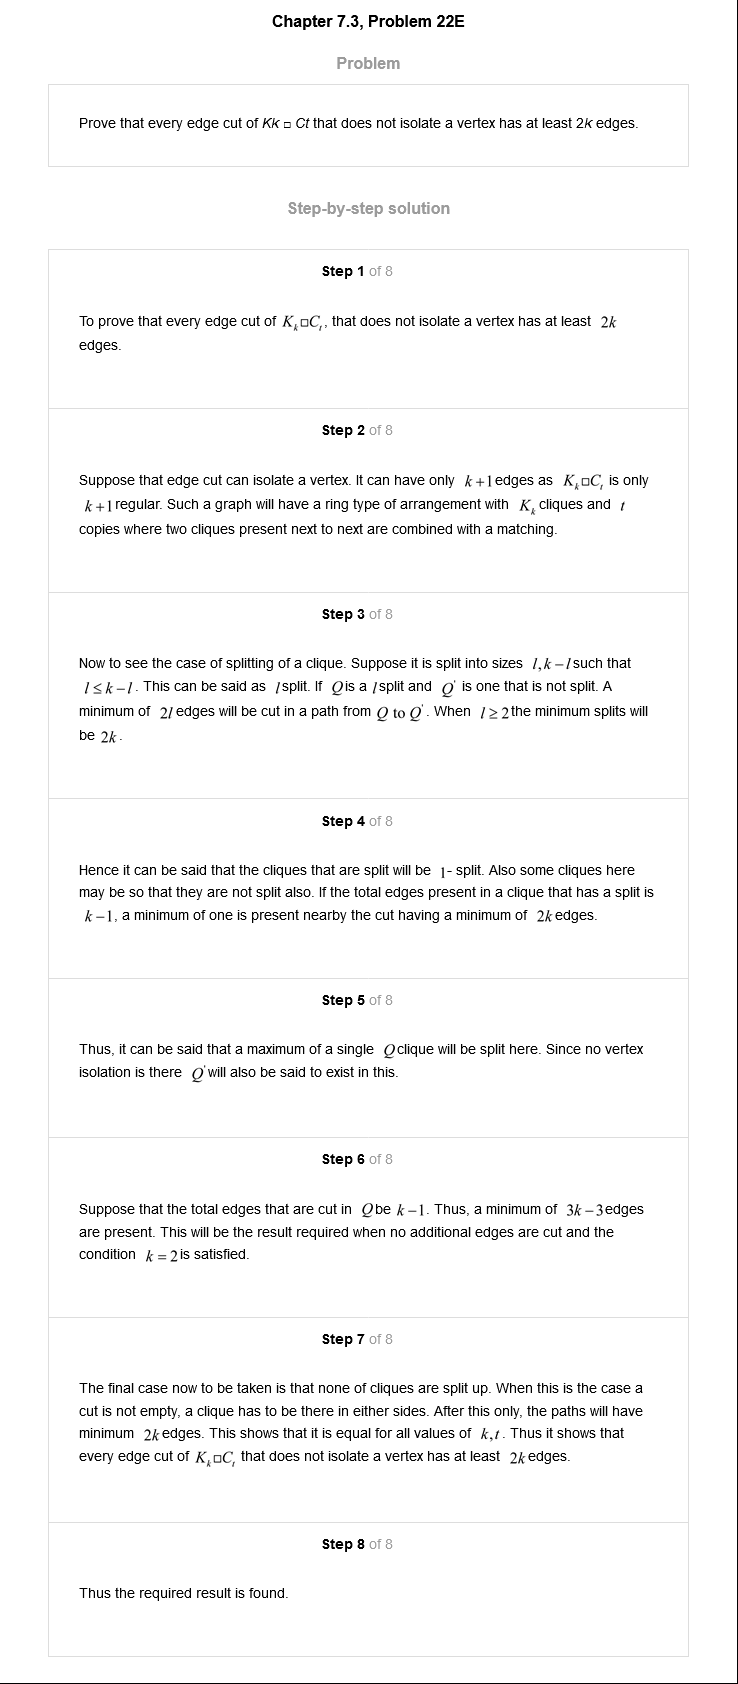 Chapter 7.3, Problem 22E
Problem
Prove that every edge cut of Kk □ Ct that does not isolate a vertex has at least 2k edges.
Step-by-step solution
Step 1 of 8
To prove that every edge cut of K_k□C_t, that does not isolate a vertex has at least 2k
edges.
Step 2 of 8
Suppose that edge cut can isolate a vertex. It can have only k+1edges as K_k□C_t is only
k+1regular. Such a graph will have a ring type of arrangement with K_k cliques and t
copies where two cliques present next to next are combined with a matching.
Step 3 of 8
Now to see the case of splitting of a clique. Suppose it is split into sizes l,k−l such that
l≤k−l. This can be said as l split. If Q is a l split and Q' is one that is not split. A
minimum of 2l edges will be cut in a path from Q to Q'. When l≥2 the minimum splits will
be 2k.
Step 4 of 8
Hence it can be said that the cliques that are split will be 1- split. Also some cliques here
may be so that they are not split also. If the total edges present in a clique that has a split is
k−1, a minimum of one is present nearby the cut having a minimum of 2k edges.
Step 5 of 8
Thus, it can be said that a maximum of a single Q clique will be split here. Since no vertex
isolation is there Q' will also be said to exist in this.
Step 6 of 8
Suppose that the total edges that are cut in Q be k−1. Thus, a minimum of 3k−3edges
are present. This will be the result required when no additional edges are cut and the
condition k=2 is satisfied.
Step 7 of 8
The final case now to be taken is that none of cliques are split up. When this is the case a
cut is not empty, a clique has to be there in either sides. After this only, the paths will have
minimum 2k edges. This shows that it is equal for all values of k,t. Thus it shows that
every edge cut of K_k□C_t that does not isolate a vertex has at least 2k edges.
Step 8 of 8
Thus the required result is found.